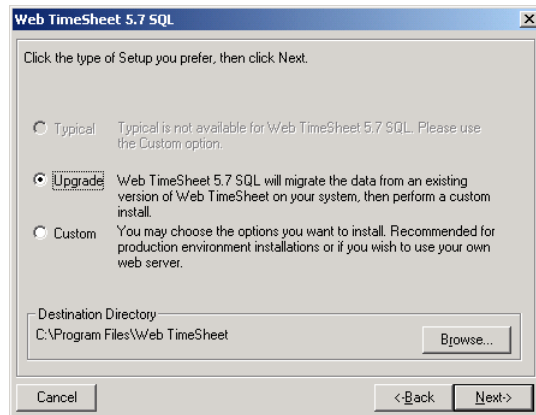 Web TimeSheet 5.7 SQL
Click the type of Setup you prefer, then click Next.
Typical Typical is not available for Web TimeSheet 5.7 SQL. Please use
the Custom option.
Upgrade Web TimeSheet 5.7 SQL will migrate the data from an existing
version of Web TimeSheet on your system, then perform a custom
install.
Custom You may choose the options you want to install. Recommended for
production environment installations or if you wish to use your own
web server.
Destination Directory
C:\Program Files\Web TimeSheet
Browse...
Cancel <-Back Next->